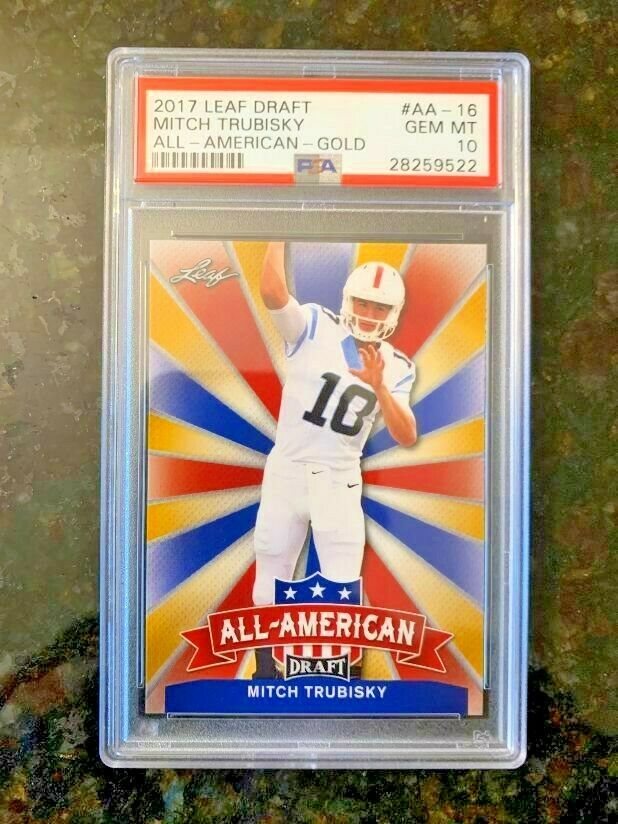 2017 LEAF DRAFT #AA-16
MITCH TRUBISKY GEM MT
ALL-AMERICAN-GOLD 10
PSA 28259522
Leaf
10
ALL-AMERICAN
DRAFT
MITCH TRUBISKY